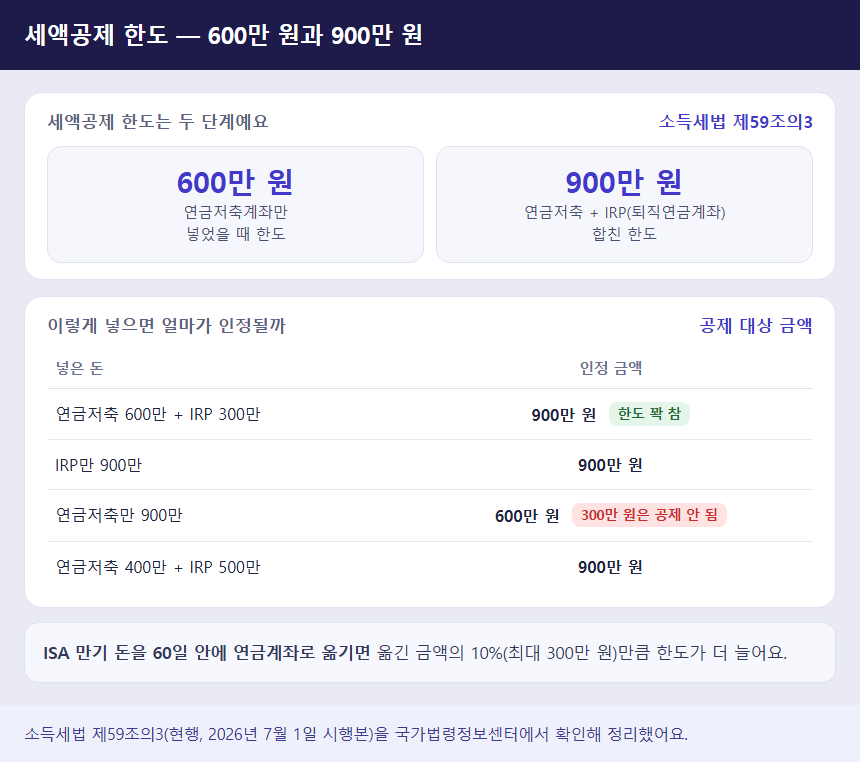 세액공제 한도 — 600만 원과 900만 원
세액공제 한도는 두 단계예요
소득세법 제59조의3
600만 원
연금저축계좌만
넣었을 때 한도
900만 원
연금저축 + IRP(퇴직연금계좌)
합친 한도
이렇게 넣으면 얼마가 인정될까
공제 대상 금액
넣은 돈
인정 금액
연금저축 600만 + IRP 300만
900만 원 한도 꽉 참
IRP만 900만
900만 원
연금저축만 900만
600만 원 300만 원은 공제 안 됨
연금저축 400만 + IRP 500만
900만 원
ISA 만기 돈을 60일 안에 연금계좌로 옮기면 옮긴 금액의 10%(최대 300만 원)만큼 한도가 더 늘어요.
소득세법 제59조의3(현행, 2026년 7월 1일 시행본)을 국가법령정보센터에서 확인해 정리했어요.